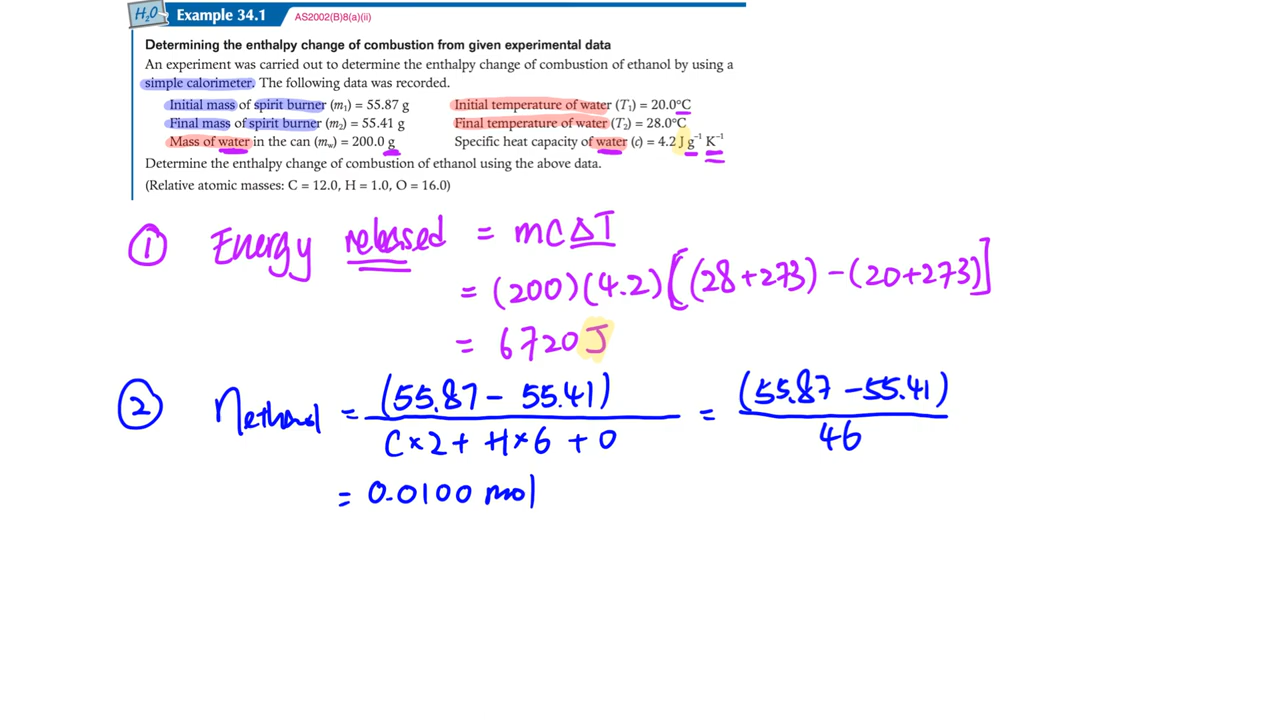 H₂O Example 34.1 AS2002(B)8(a)(ii)
Determining the enthalpy change of combustion from given experimental data
An experiment was carried out to determine the enthalpy change of combustion of ethanol by using a
simple calorimeter. The following data was recorded.
Initial mass of spirit burner (m₁) = 55.87 g Initial temperature of water (T₁) = 20.0°C
Final mass of spirit burner (m₂) = 55.41 g Final temperature of water (T₂) = 28.0°C
Mass of water in the can (m_w) = 200.0 g Specific heat capacity of water (c) = 4.2 J g⁻¹ K⁻¹
Determine the enthalpy change of combustion of ethanol using the above data.
(Relative atomic masses: C = 12.0, H = 1.0, O = 16.0)
① Energy released = mCΔT
= (200)(4.2)[(28+273) - (20+273)]
= 6720 J
② n_ethanol = (55.87 - 55.41) / (C×2 + H×6 + O) = (55.87 - 55.41) / 46
= 0.0100 mol